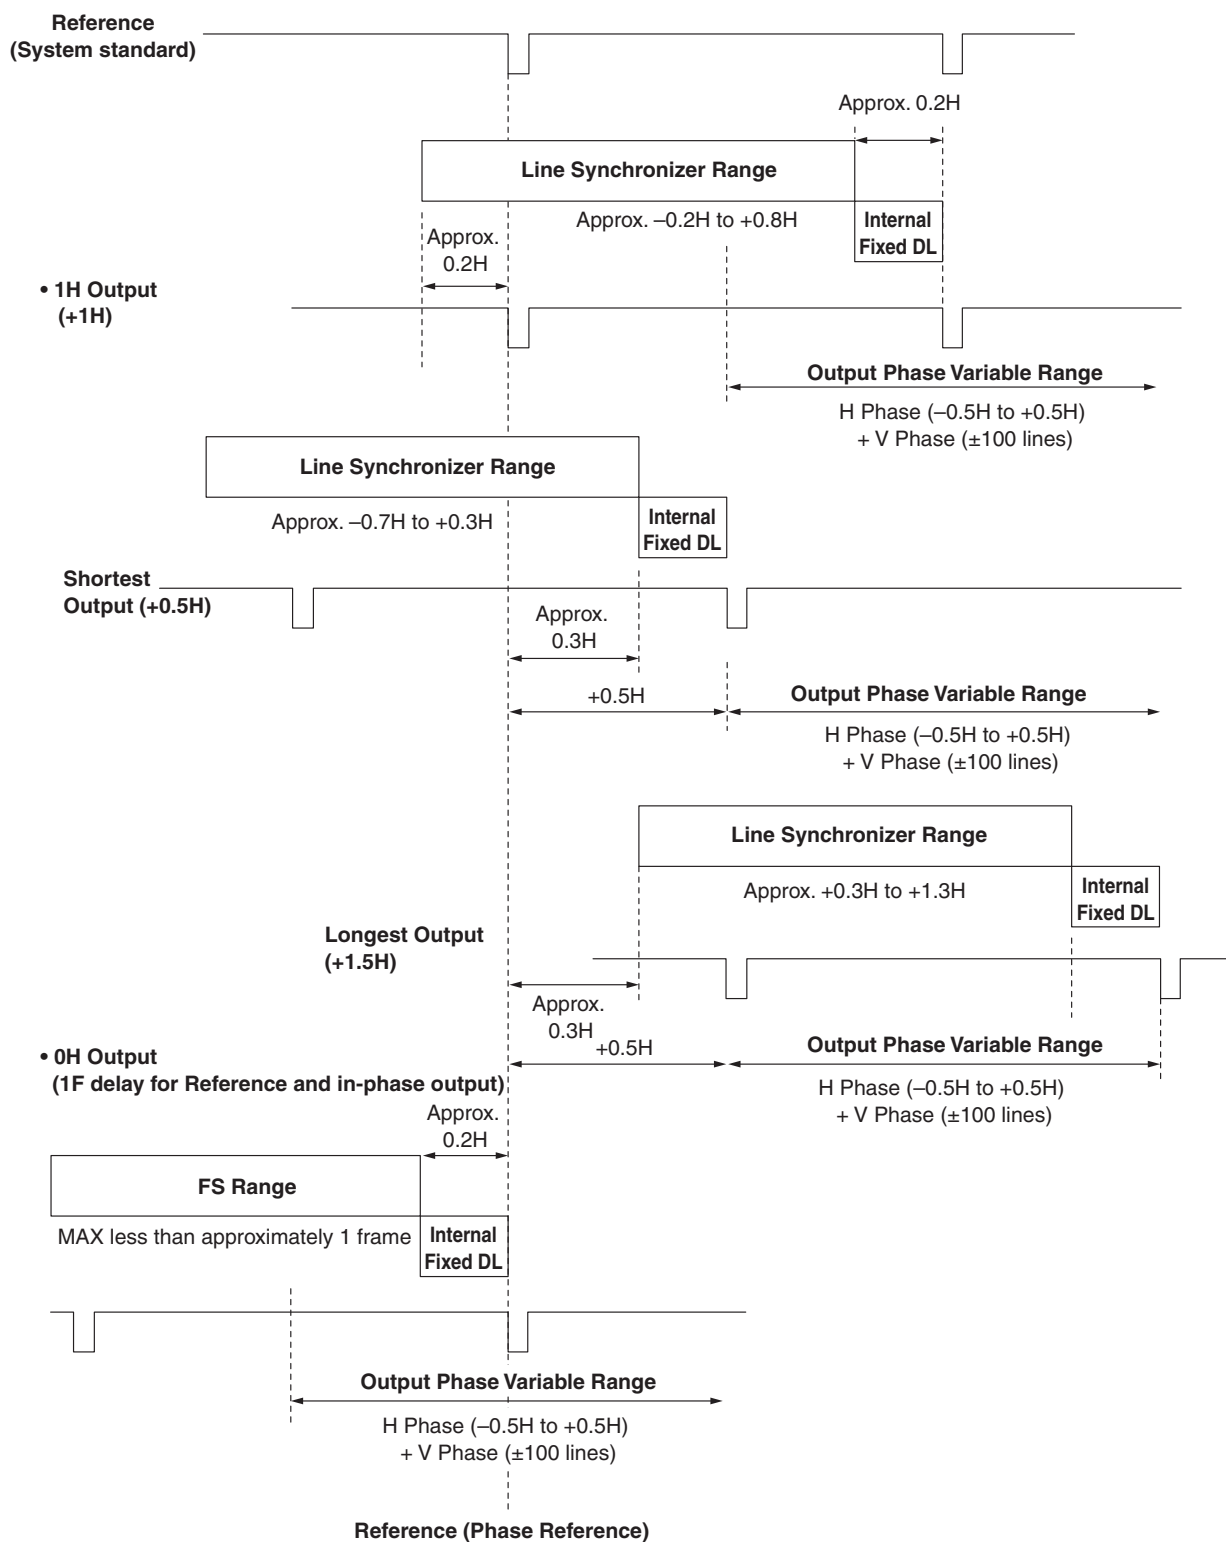 Reference
(System standard)
Approx. 0.2H
Line Synchronizer Range
Approx. –0.2H to +0.8H
Internal
Fixed DL
Approx.
0.2H
• 1H Output
(+1H)
Output Phase Variable Range
H Phase (–0.5H to +0.5H)
+ V Phase (±100 lines)
Line Synchronizer Range
Approx. –0.7H to +0.3H
Internal
Fixed DL
Shortest
Output (+0.5H)
Approx.
0.3H
+0.5H
Output Phase Variable Range
H Phase (–0.5H to +0.5H)
+ V Phase (±100 lines)
Line Synchronizer Range
Approx. +0.3H to +1.3H
Internal
Fixed DL
Longest Output
(+1.5H)
Approx.
0.3H
+0.5H
Output Phase Variable Range
H Phase (–0.5H to +0.5H)
+ V Phase (±100 lines)
• 0H Output
(1F delay for Reference and in-phase output)
Approx.
0.2H
FS Range
MAX less than approximately 1 frame
Internal
Fixed DL
Output Phase Variable Range
H Phase (–0.5H to +0.5H)
+ V Phase (±100 lines)
Reference (Phase Reference)